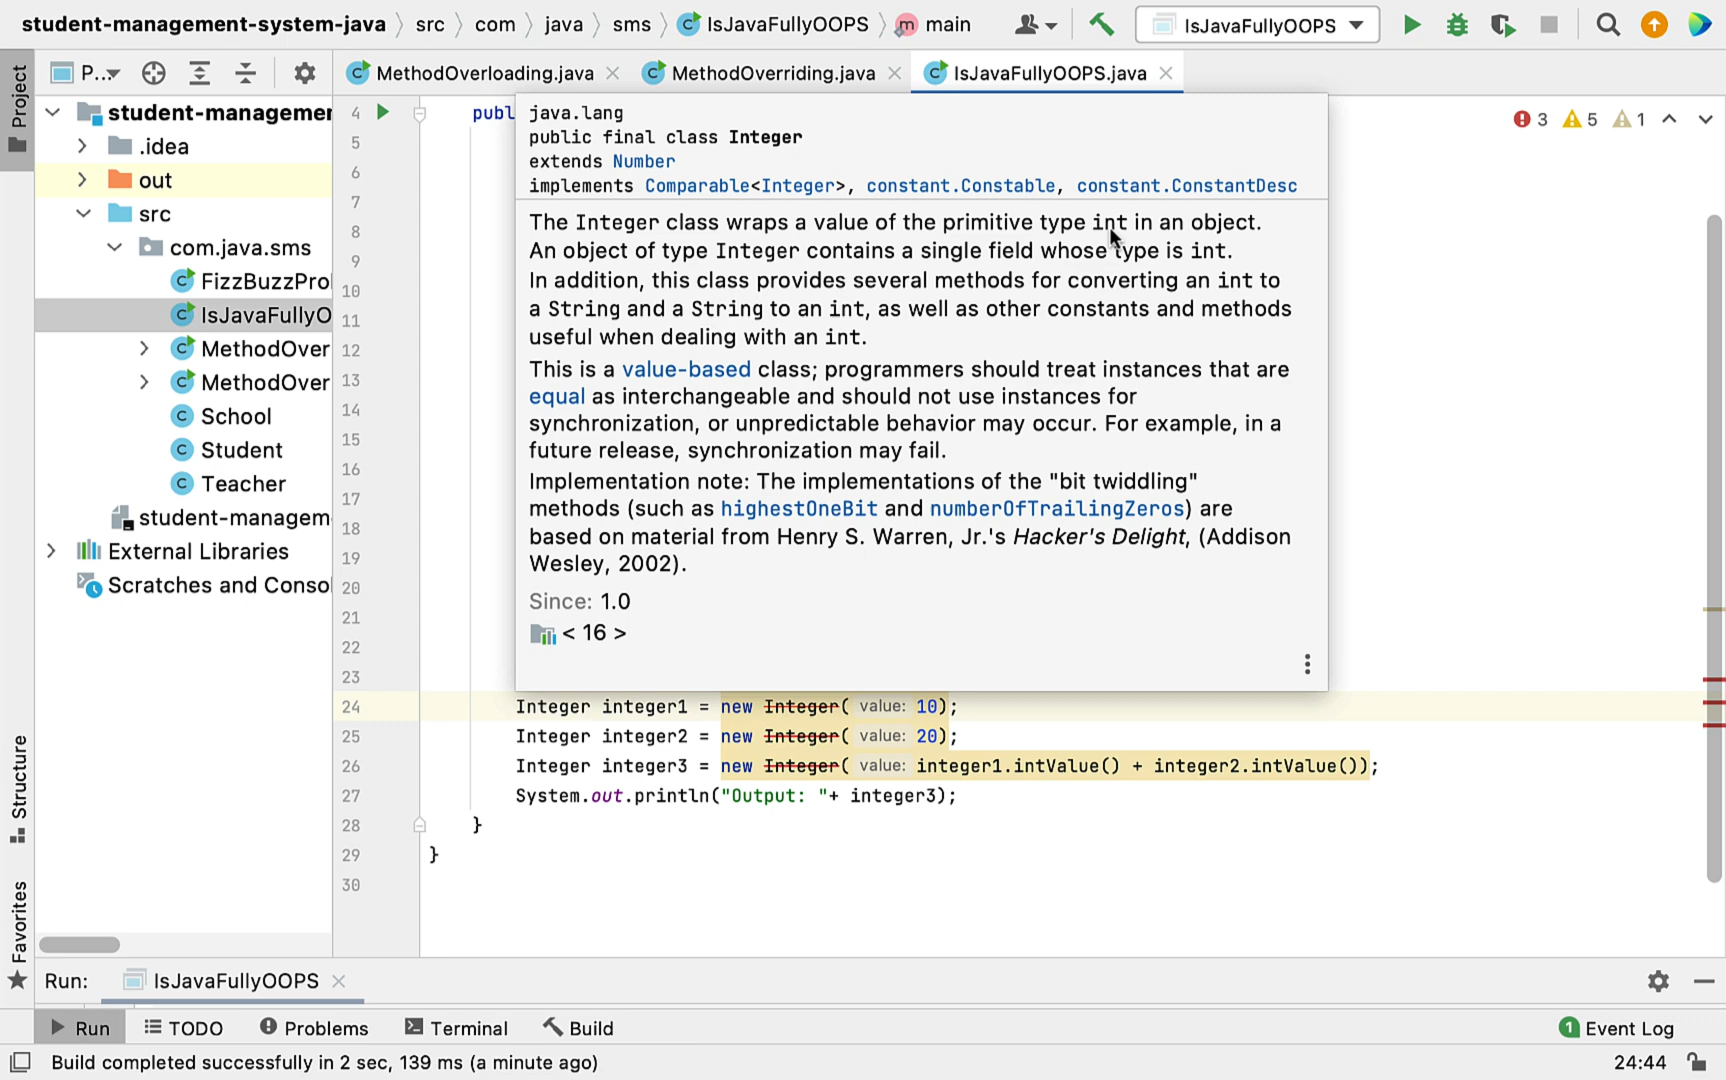 student-management-system-java src com java sms IsJavaFullyOOPS main IsJavaFullyOOPS
Project
P..
MethodOverloading.java MethodOverriding.java IsJavaFullyOOPS.java
student-managemer
.idea
out
src
com.java.sms
FizzBuzzPro
IsJavaFullyO
MethodOver
MethodOver
School
Student
Teacher
student-managem
External Libraries
Scratches and Conso
Structure
Favorites
3 5 1
4 publ
5
6
7
8
9
10
11
12
13
14
15
16
17
18
19
20
21
22
23
java.lang
public final class Integer
extends Number
implements Comparable<Integer>, constant.Constable, constant.ConstantDesc
The Integer class wraps a value of the primitive type int in an object.
An object of type Integer contains a single field whose type is int.
In addition, this class provides several methods for converting an int to
a String and a String to an int, as well as other constants and methods
useful when dealing with an int.
This is a value-based class; programmers should treat instances that are
equal as interchangeable and should not use instances for
synchronization, or unpredictable behavior may occur. For example, in a
future release, synchronization may fail.
Implementation note: The implementations of the "bit twiddling"
methods (such as highestOneBit and numberOfTrailingZeros) are
based on material from Henry S. Warren, Jr.'s Hacker's Delight, (Addison
Wesley, 2002).
Since: 1.0
< 16 >
24 Integer integer1 = new Integer( value: 10);
25 Integer integer2 = new Integer( value: 20);
26 Integer integer3 = new Integer( value: integer1.intValue() + integer2.intValue());
27 System.out.println("Output: "+ integer3);
28 }
29 }
30
Run: IsJavaFullyOOPS
Run TODO Problems Terminal Build 1 Event Log
Build completed successfully in 2 sec, 139 ms (a minute ago) 24:44